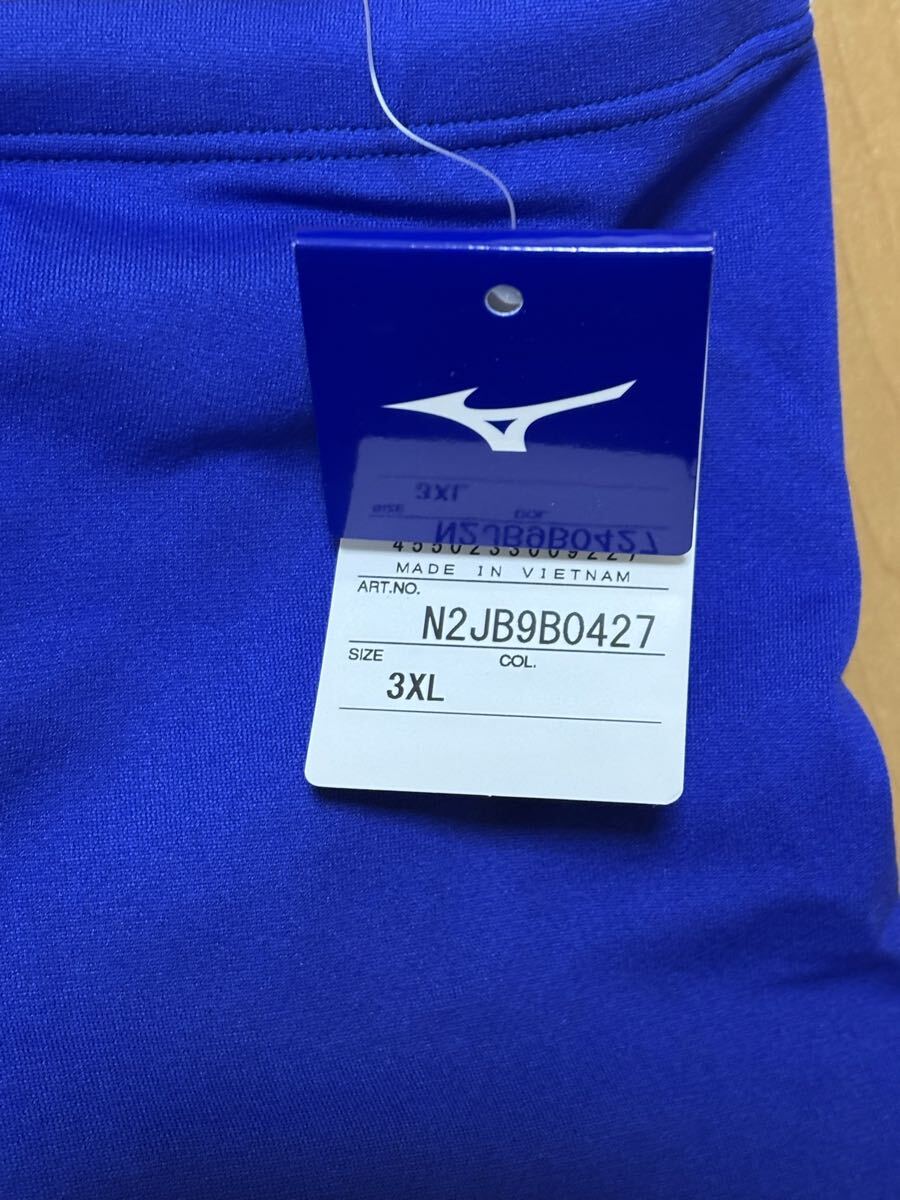 MADE IN VIETNAM
ART.NO.
N2JB9B0427
SIZE COL.
3XL